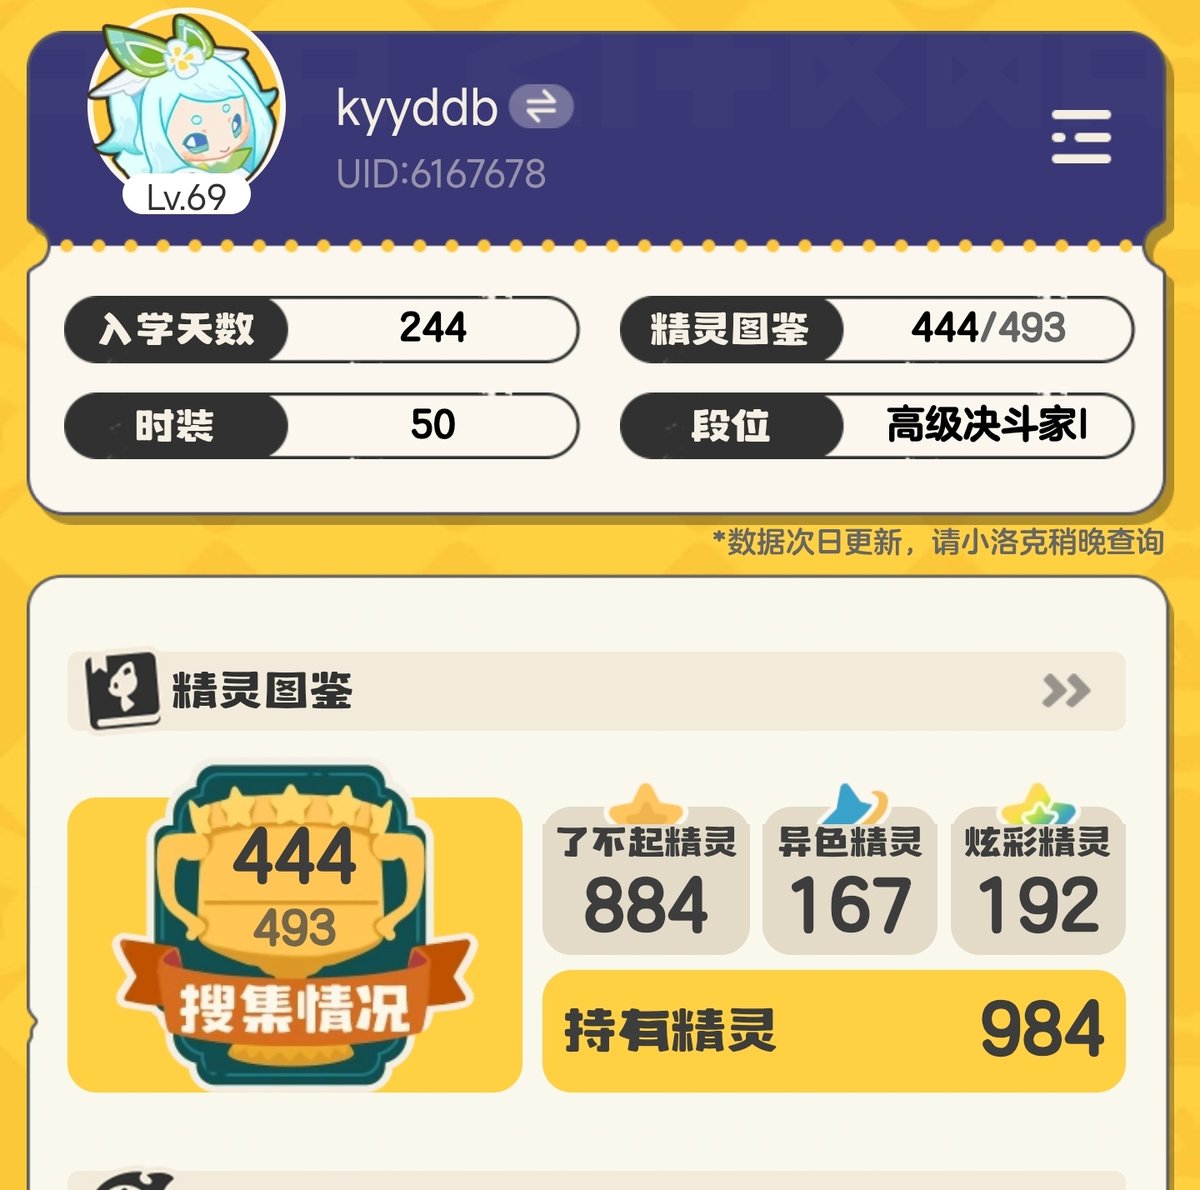 kyyddb
UID:6167678
Lv.69
入学天数 244
精灵图鉴 444/493
时装 50
段位 高级决斗家I
*数据次日更新，请小洛克稍晚查询
精灵图鉴
444
493
搜集情况
了不起精灵
884
异色精灵
167
炫彩精灵
192
持有精灵 984